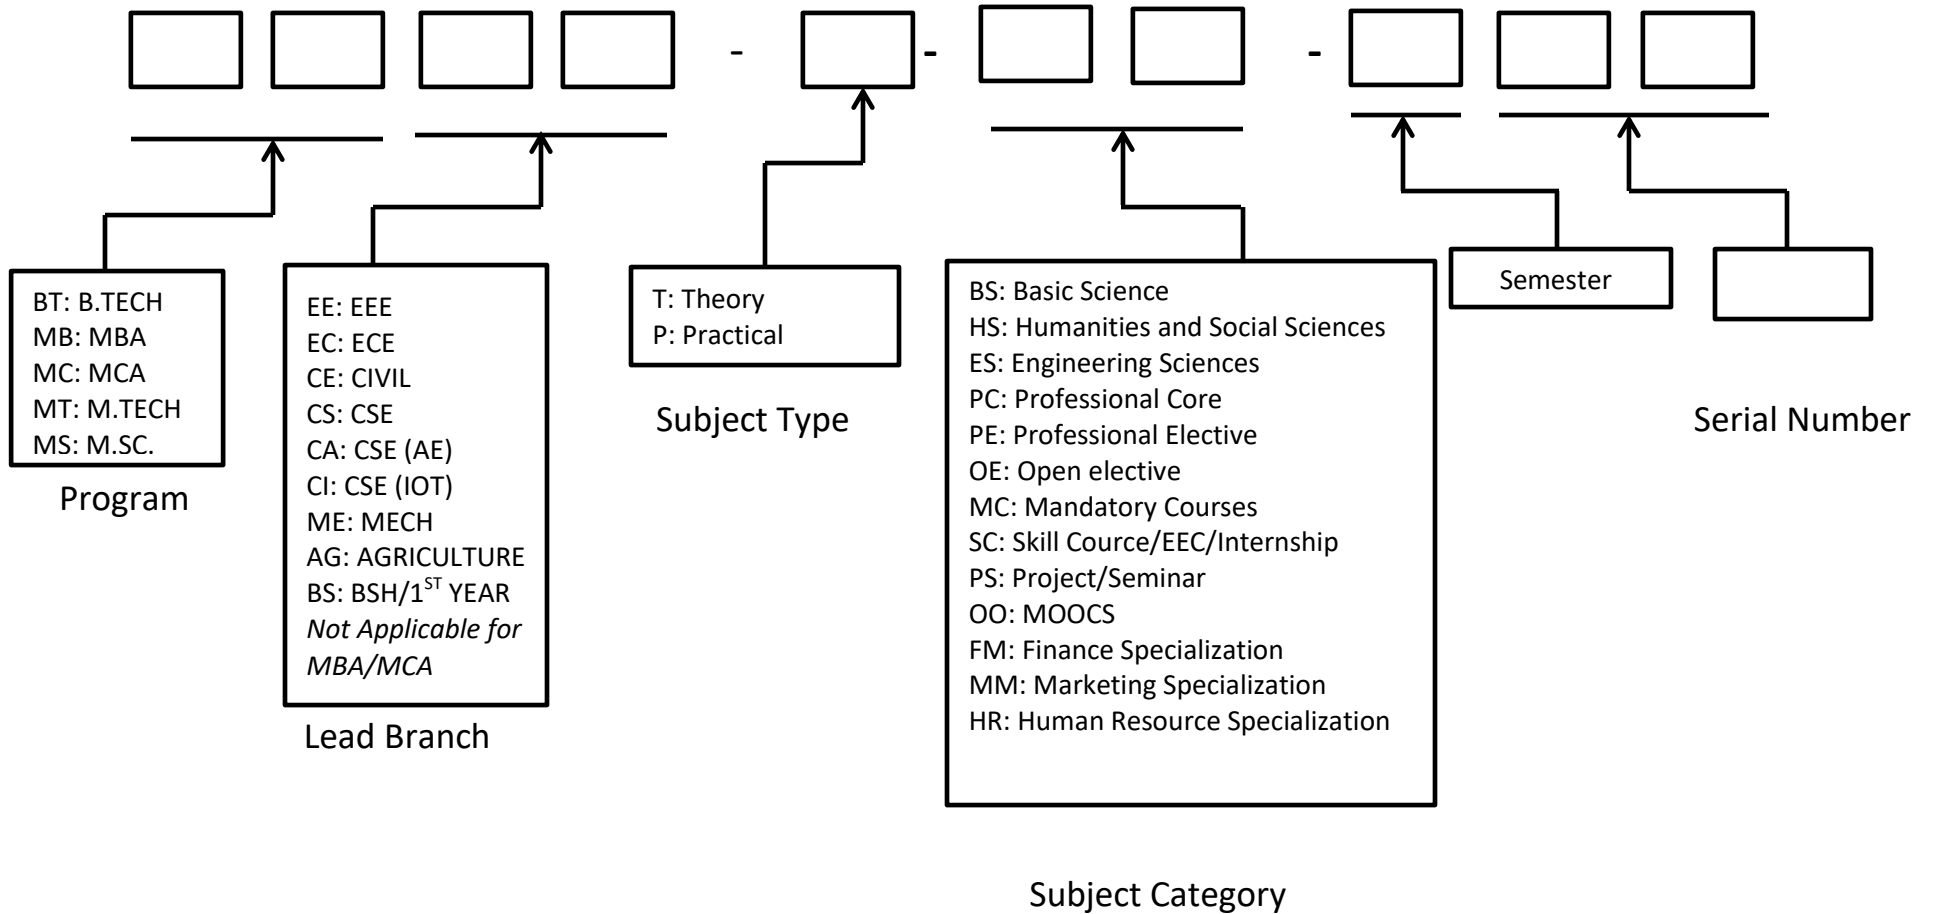 - - -
BT: B.TECH
MB: MBA
MC: MCA
MT: M.TECH
MS: M.SC.
Program
EE: EEE
EC: ECE
CE: CIVIL
CS: CSE
CA: CSE (AE)
CI: CSE (IOT)
ME: MECH
AG: AGRICULTURE
BS: BSH/1ST YEAR
Not Applicable for
MBA/MCA
Lead Branch
T: Theory
P: Practical
Subject Type
BS: Basic Science
HS: Humanities and Social Sciences
ES: Engineering Sciences
PC: Professional Core
PE: Professional Elective
OE: Open elective
MC: Mandatory Courses
SC: Skill Cource/EEC/Internship
PS: Project/Seminar
OO: MOOCS
FM: Finance Specialization
MM: Marketing Specialization
HR: Human Resource Specialization
Subject Category
Semester
Serial Number